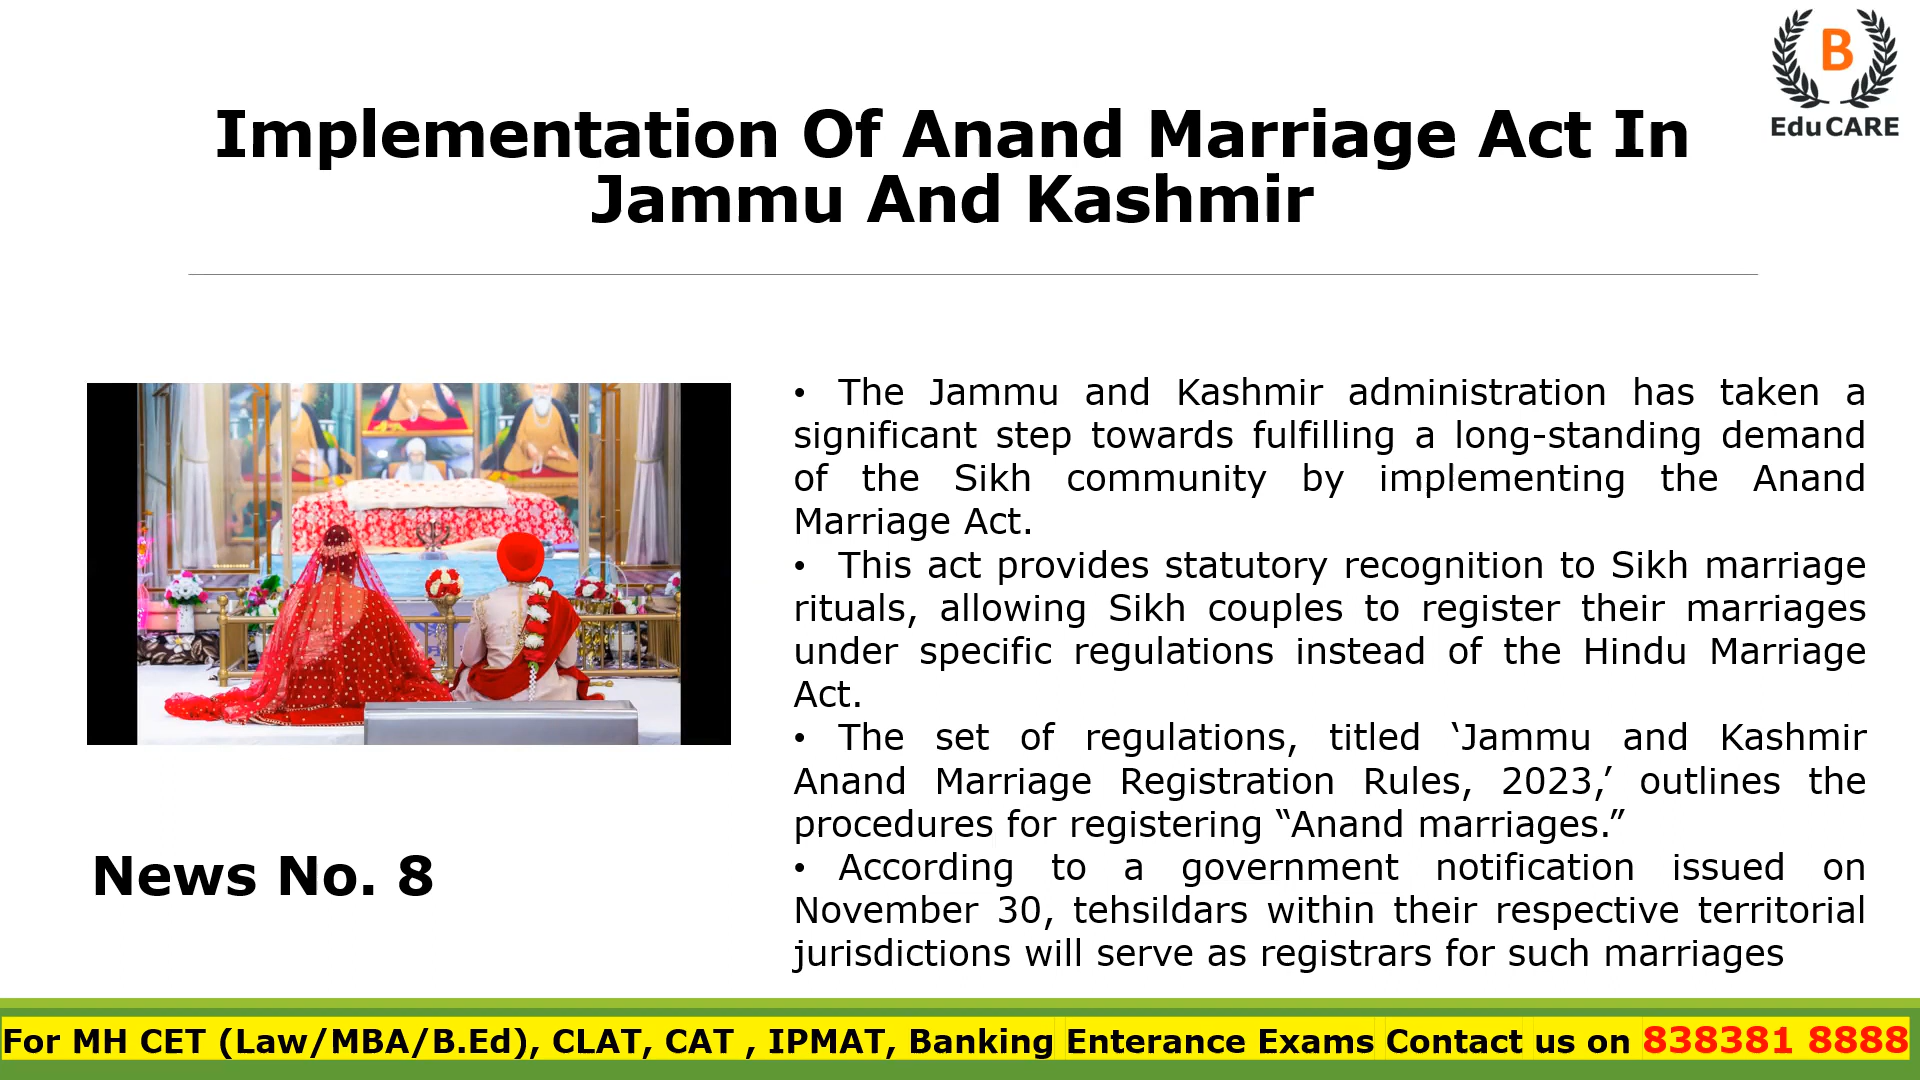 B
EduCARE
Implementation Of Anand Marriage Act In
Jammu And Kashmir
• The Jammu and Kashmir administration has taken a
significant step towards fulfilling a long-standing demand
of the Sikh community by implementing the Anand
Marriage Act.
• This act provides statutory recognition to Sikh marriage
rituals, allowing Sikh couples to register their marriages
under specific regulations instead of the Hindu Marriage
Act.
• The set of regulations, titled ‘Jammu and Kashmir
Anand Marriage Registration Rules, 2023,’ outlines the
procedures for registering “Anand marriages.”
• According to a government notification issued on
November 30, tehsildars within their respective territorial
jurisdictions will serve as registrars for such marriages
News No. 8
For MH CET (Law/MBA/B.Ed), CLAT, CAT , IPMAT, Banking Enterance Exams Contact us on 838381 8888